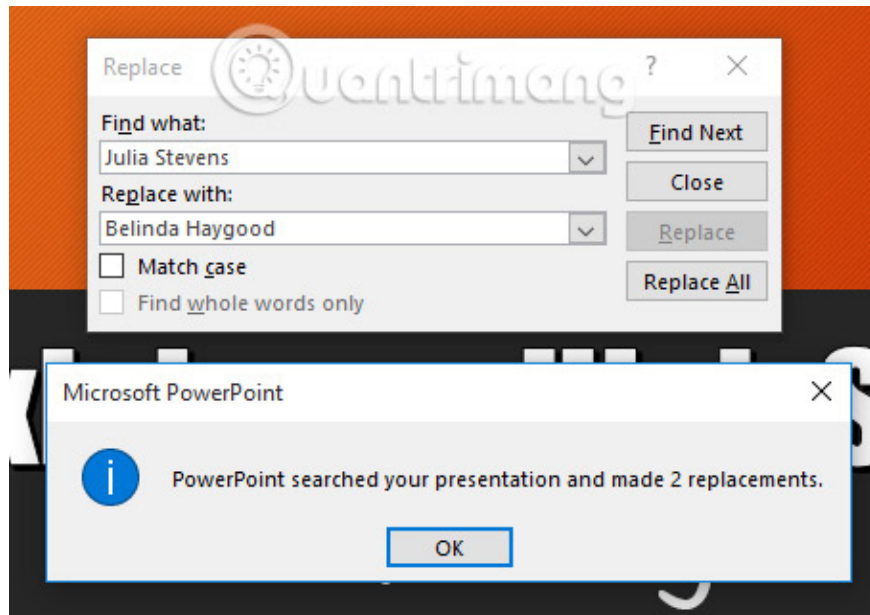 Replace
Quantrimang
?
Find what:
Find Next
Julia Stevens
Close
Replace with:
Belinda Haygood
Replace
Match case
Replace All
Find whole words only
Microsoft PowerPoint
PowerPoint searched your presentation and made 2 replacements.
OK